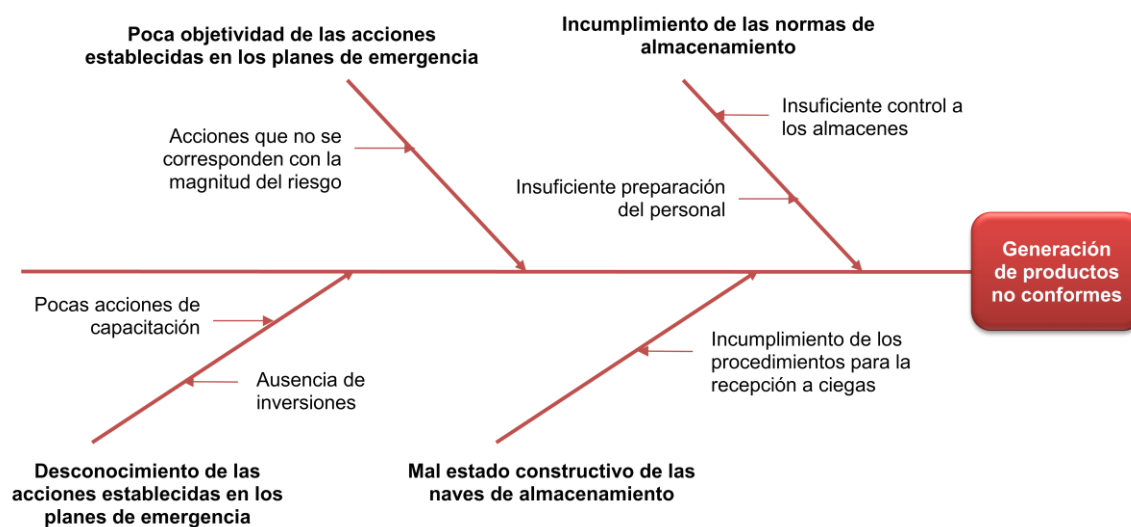 Poca objetividad de las acciones
establecidas en los planes de emergencia
Incumplimiento de las normas de
almacenamiento
Acciones que no se
corresponden con la
magnitud del riesgo
Insuficiente control a
los almacenes
Insuficiente preparación
del personal
Generación
de productos
no conformes
Pocas acciones de
capacitación
Ausencia de
inversiones
Incumplimiento de los
procedimientos para la
recepción a ciegas
Desconocimiento de las
acciones establecidas en los
planes de emergencia
Mal estado constructivo de las
naves de almacenamiento